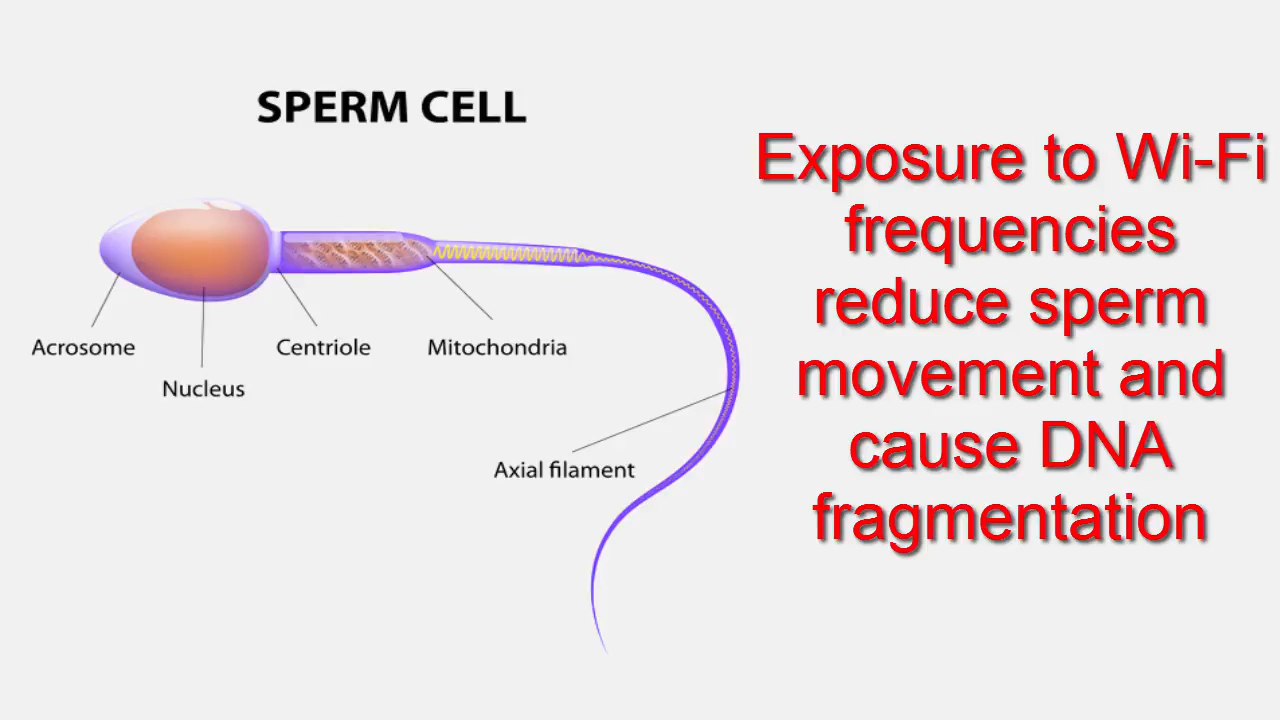 SPERM CELL
Exposure to Wi-Fi
frequencies
reduce sperm
movement and
cause DNA
fragmentation
Acrosome
Nucleus
Centriole
Mitochondria
Axial filament